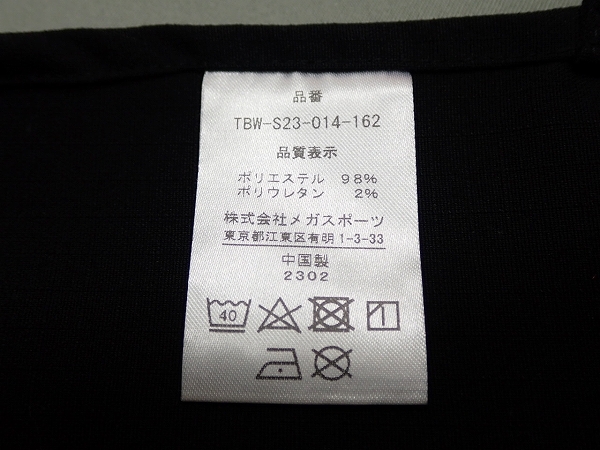 品番
TBW-S23-014-162
品質表示
ポリエステル 98%
ポリウレタン 2%
株式会社メガスポーツ
東京都江東区有明1-3-33
中国製
2302
40